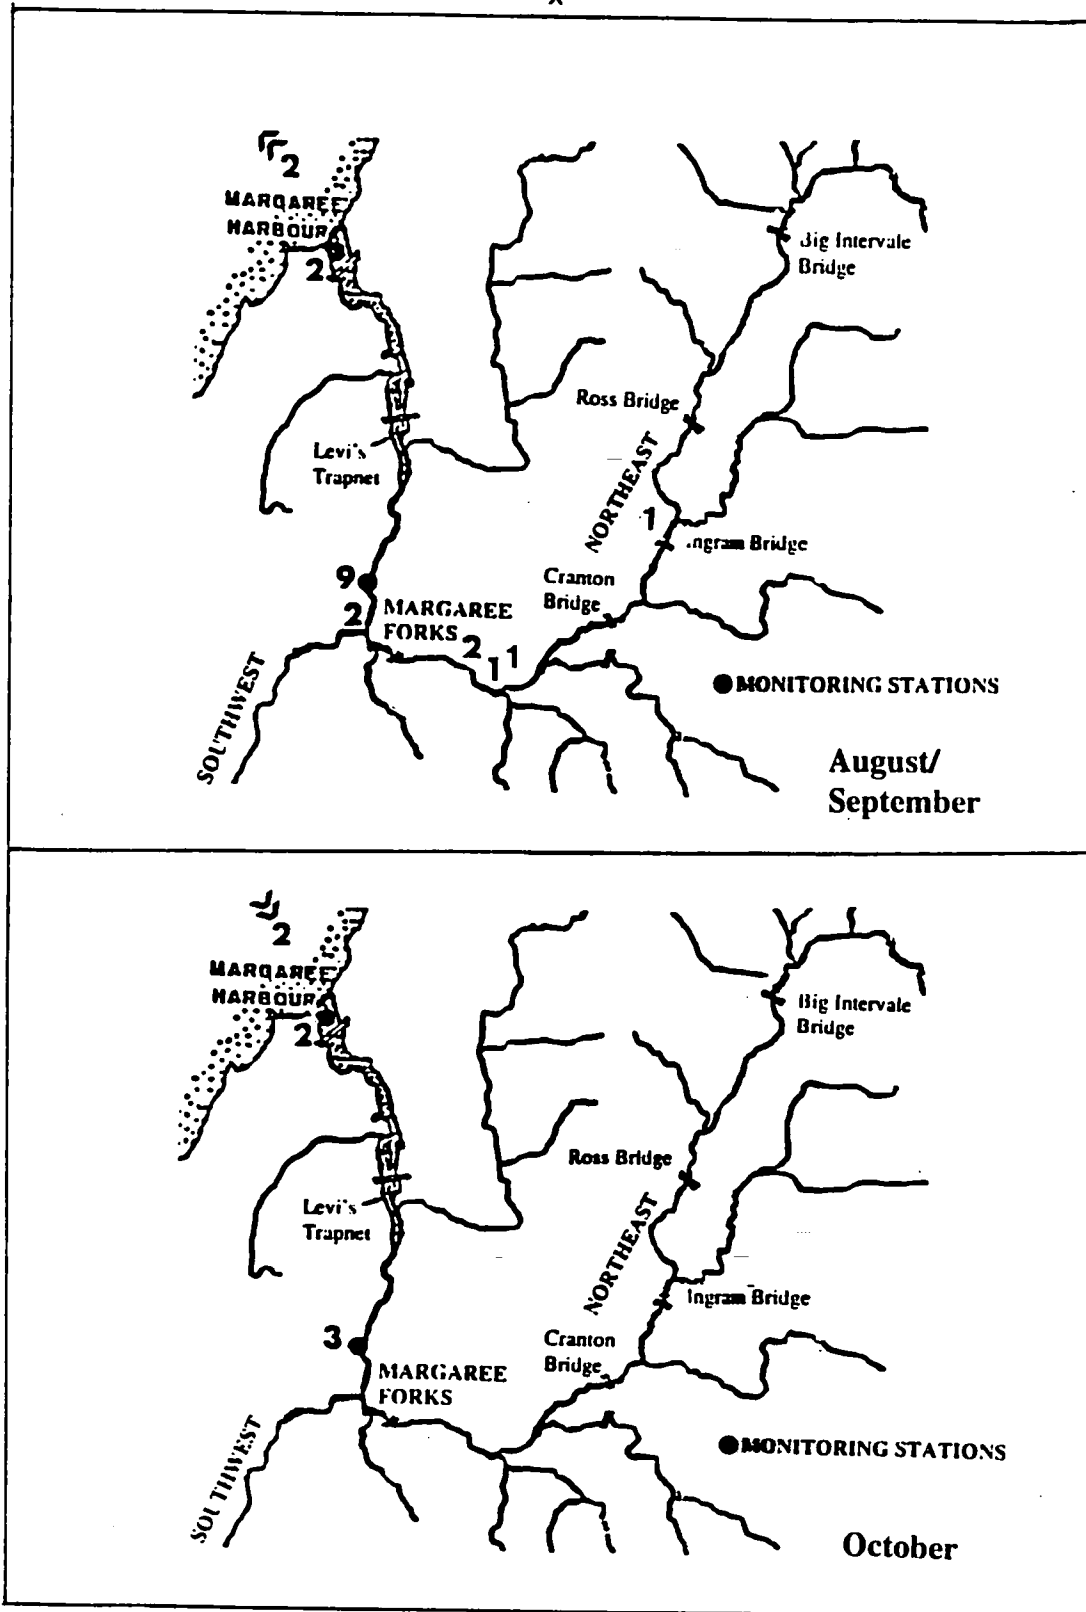 2
MARGAREE
HARBOUR
2
Big Intervale
Bridge
Ross Bridge
Levi's
Trapnet
NORTHEAST
1
Ingram Bridge
9
Cranton
Bridge
2
MARGAREE
FORKS
2
1
1
SOUTHWEST
MONITORING STATIONS
August/
September
2
MARGAREE
HARBOUR
2
Big Intervale
Bridge
Ross Bridge
Levi's
Trapnet
NORTHEAST
Ingram Bridge
3
Cranton
Bridge
MARGAREE
FORKS
SOUTHWEST
MONITORING STATIONS
October